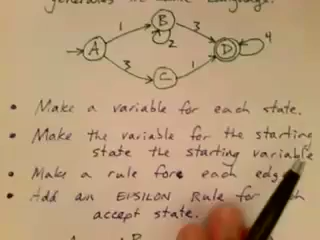 generates the same language.
1 B 3
A 2 D 4
3 C 1
• Make a variable for each state.
• Make the variable for the starting
state the starting variable
• Make a rule for each edge
• Add an EPSILON Rule for
accept state.